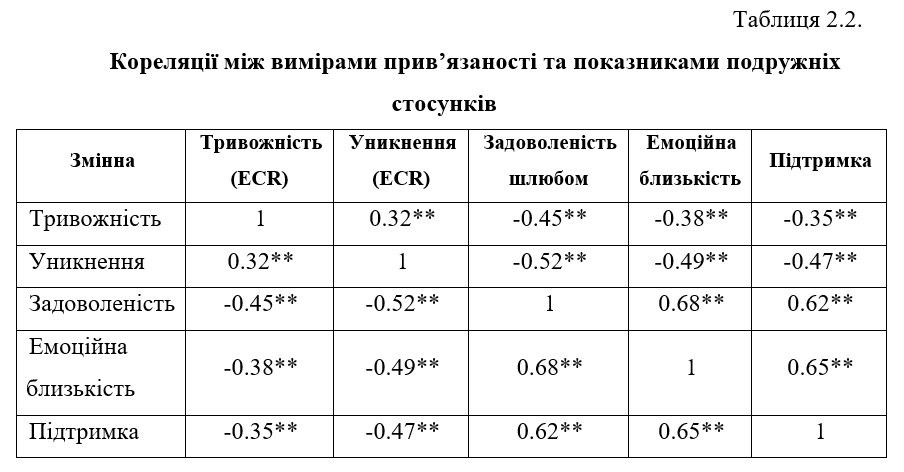 Таблиця 2.2.
Кореляції між вимірами прив’язаності та показниками подружніх
стосунків
Змінна Тривожність (ECR) Уникнення (ECR) Задоволеність шлюбом Емоційна близькість Підтримка
Тривожність 1 0.32** -0.45** -0.38** -0.35**
Уникнення 0.32** 1 -0.52** -0.49** -0.47**
Задоволеність -0.45** -0.52** 1 0.68** 0.62**
Емоційна близькість -0.38** -0.49** 0.68** 1 0.65**
Підтримка -0.35** -0.47** 0.62** 0.65** 1